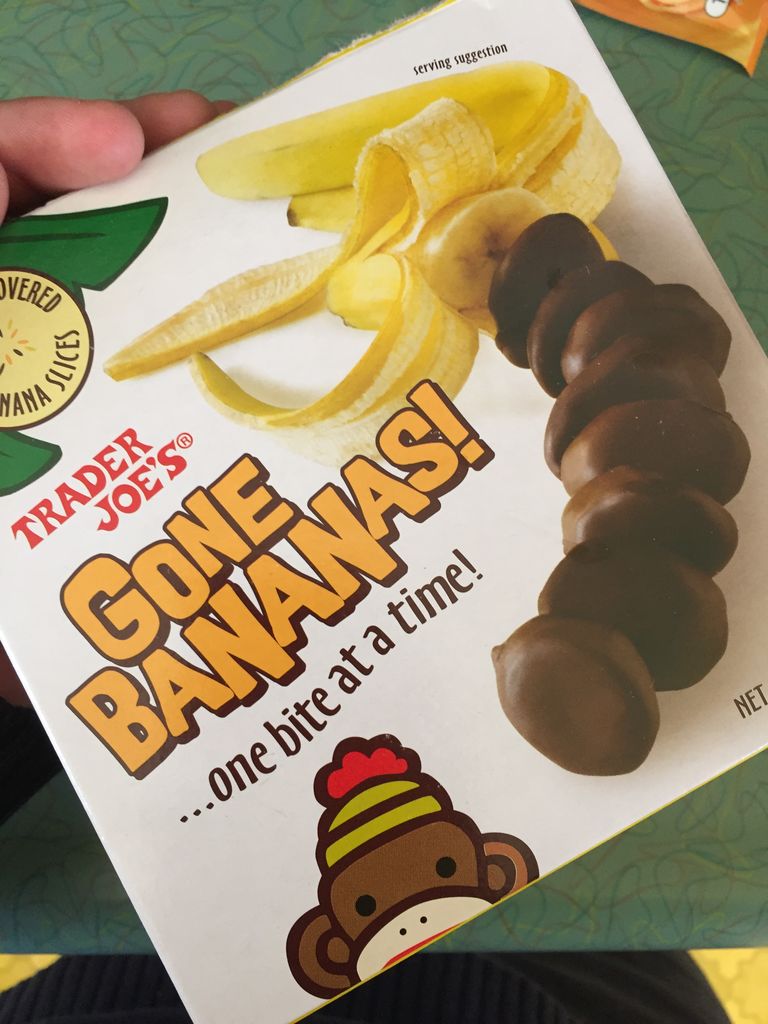 serving suggestion
OVERED
NANA SLICES
TRADER
JOE'S®
GONE
BANANAS!
...one bite at a time!
NET